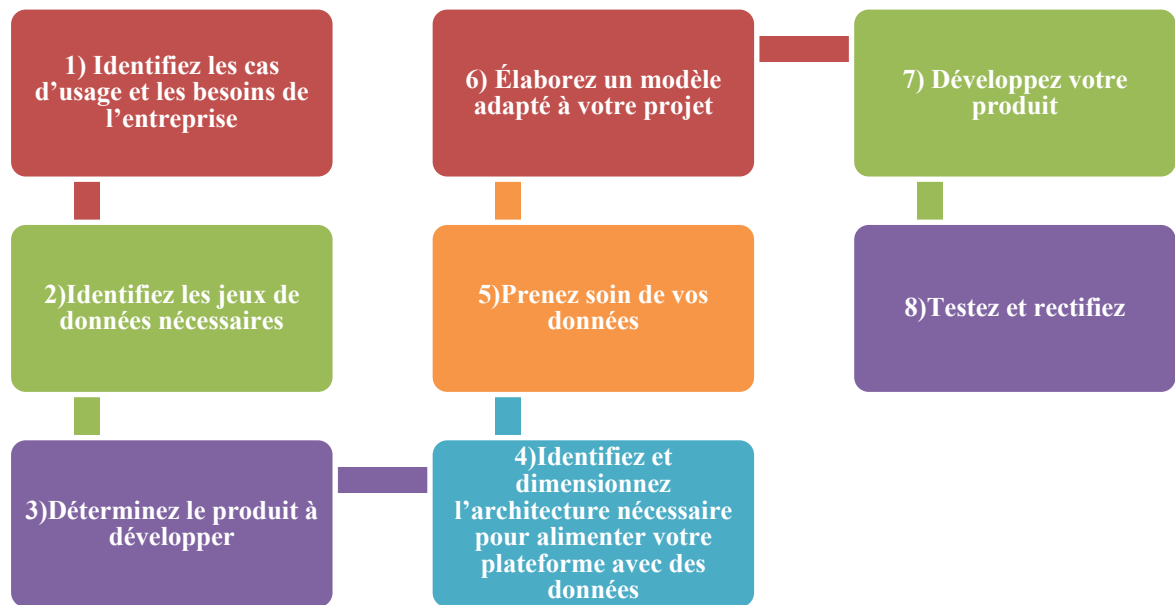 1) Identifiez les cas
d’usage et les besoins de
l’entreprise
2)Identifiez les jeux de
données nécessaires
3)Déterminez le produit à
développer
4)Identifiez et
dimensionnez
l’architecture nécessaire
pour alimenter votre
plateforme avec des
données
5)Prenez soin de vos
données
6) Élaborez un modèle
adapté à votre projet
7) Développez votre
produit
8)Testez et rectifiez